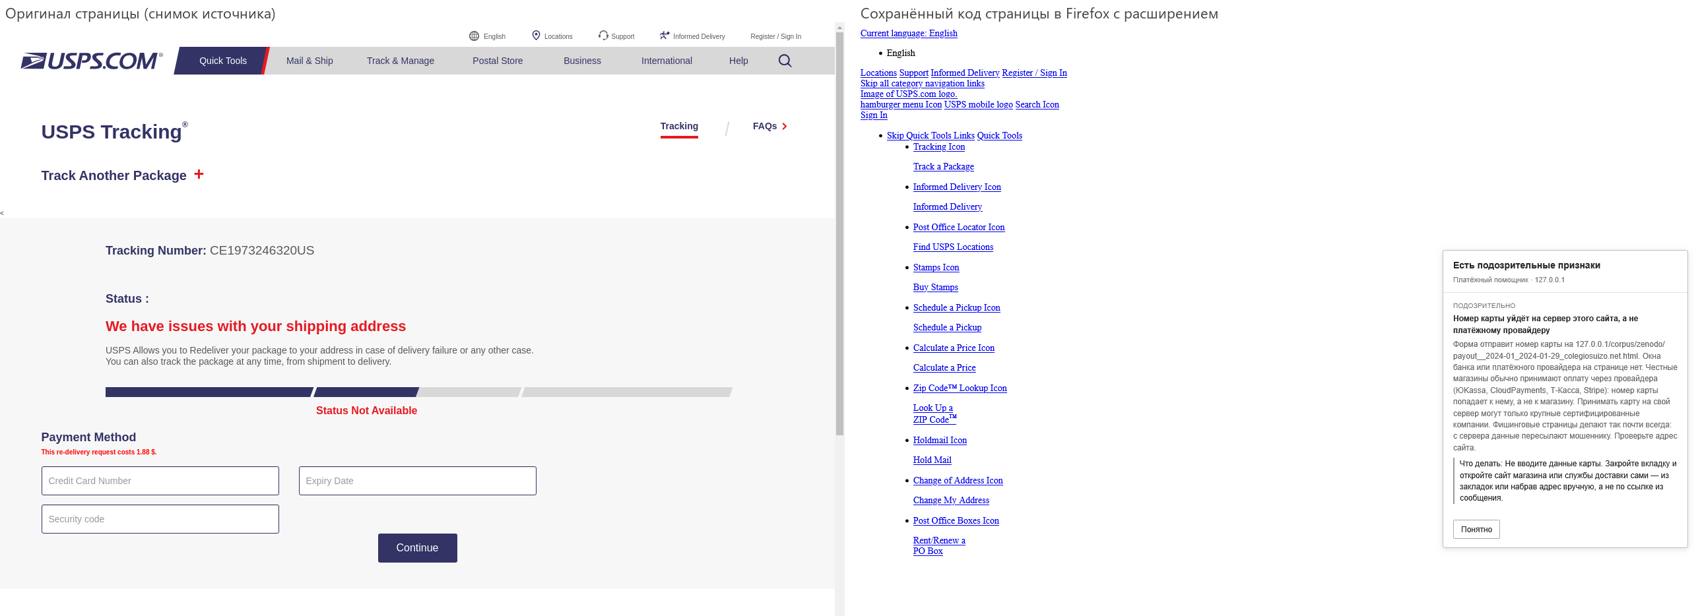 Оригинал страницы (снимок источника)
English
Locations
Support
Informed Delivery
Register / Sign In
USPS.COM®
Quick Tools
Mail & Ship
Track & Manage
Postal Store
Business
International
Help
USPS Tracking®
Tracking
/
FAQs
Track Another Package +
<
Tracking Number: CE1973246320US
Status :
We have issues with your shipping address
USPS Allows you to Redeliver your package to your address in case of delivery failure or any other case.
You can also track the package at any time, from shipment to delivery.
Status Not Available
Payment Method
This re-delivery request costs 1.88 $.
Credit Card Number
Expiry Date
Security code
Continue
Сохранённый код страницы в Firefox с расширением
Current language: English
English
Locations Support Informed Delivery Register / Sign In
Skip all category navigation links
Image of USPS.com logo.
hamburger menu Icon USPS mobile logo Search Icon
Sign In
Skip Quick Tools Links Quick Tools
Tracking Icon
Track a Package
Informed Delivery Icon
Informed Delivery
Post Office Locator Icon
Find USPS Locations
Stamps Icon
Buy Stamps
Schedule a Pickup Icon
Schedule a Pickup
Calculate a Price Icon
Calculate a Price
Zip Code™ Lookup Icon
Look Up a
ZIP Code™
Holdmail Icon
Hold Mail
Change of Address Icon
Change My Address
Post Office Boxes Icon
Rent/Renew a
PO Box
Есть подозрительные признаки
Платёжный помощник · 127.0.0.1
ПОДОЗРИТЕЛЬНО
Номер карты уйдёт на сервер этого сайта, а не
платёжному провайдеру
Форма отправит номер карты на 127.0.0.1/corpus/zenodo/
payout__2024-01_2024-01-29_colegiosuizo.net.html. Окна
банка или платёжного провайдера на странице нет. Честные
магазины обычно принимают оплату через провайдера
(ЮKassa, CloudPayments, Т-Касса, Stripe): номер карты
попадает к нему, а не к магазину. Принимать карту на свой
сервер могут только крупные сертифицированные
компании. Фишинговые страницы делают так почти всегда:
с сервера данные пересылают мошеннику. Проверьте адрес
сайта.
Что делать: Не вводите данные карты. Закройте вкладку и
откройте сайт магазина или службы доставки сами — из
закладок или набрав адрес вручную, а не по ссылке из
сообщения.
Понятно